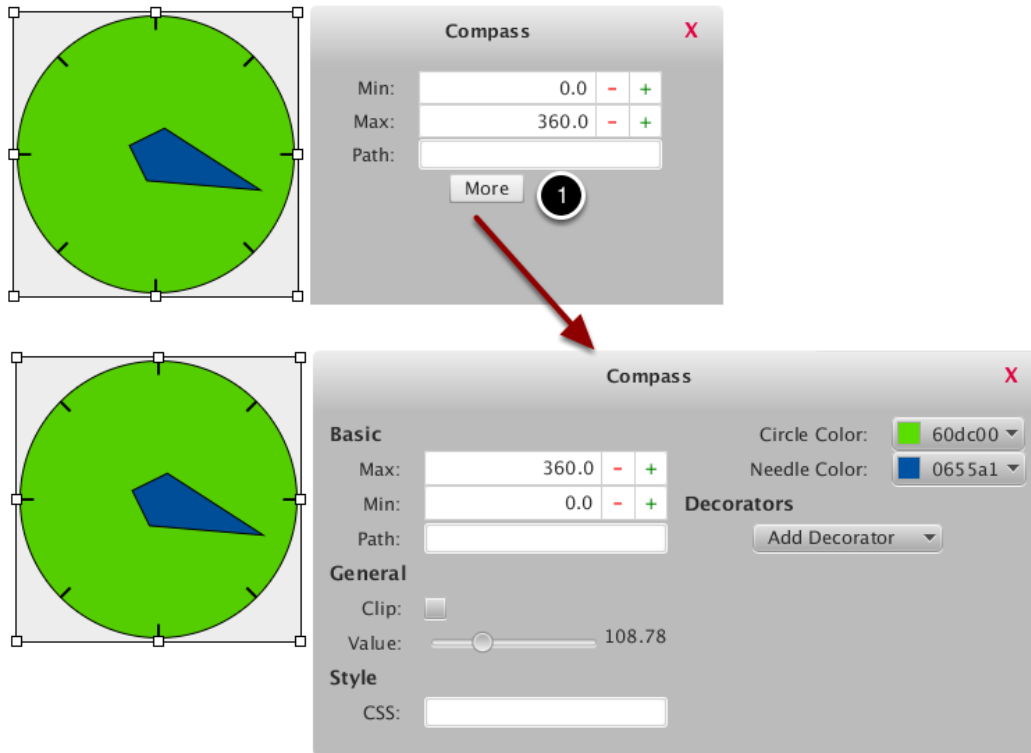 Compass X
Min: 0.0 - +
Max: 360.0 - +
Path:
More 1
Compass X
Basic
Max: 360.0 - +
Min: 0.0 - +
Path:
General
Clip:
Value: 108.78
Style
CSS:
Circle Color: 60dc00
Needle Color: 0655a1
Decorators
Add Decorator